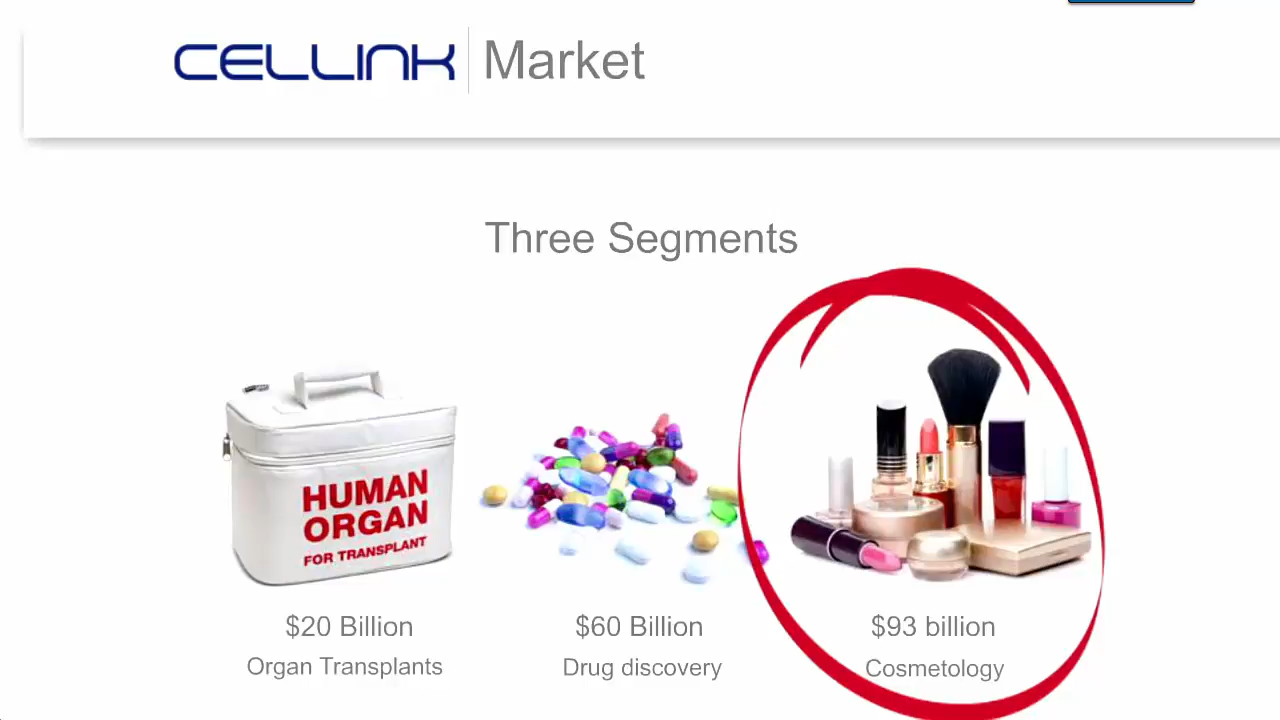 CELLINK Market
Three Segments
HUMAN
ORGAN
FOR TRANSPLANT
$20 Billion
$60 Billion
$93 billion
Organ Transplants
Drug discovery
Cosmetology